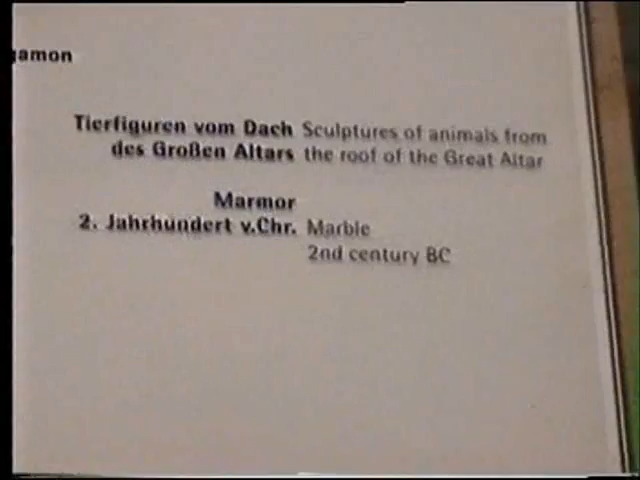 gamon
Tierfiguren vom Dach Sculptures of animals from
des Großen Altars the roof of the Great Altar
Marmor
2. Jahrhundert v.Chr. Marble
2nd century BC